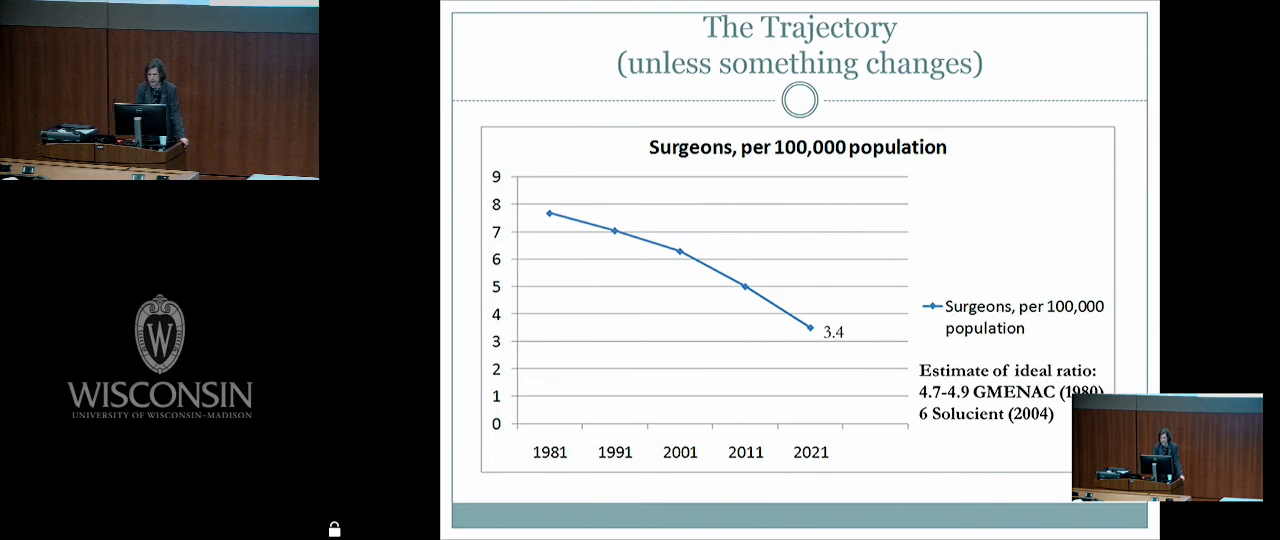 The Trajectory
(unless something changes)
Surgeons, per 100,000 population
9
8
7
6
5
4
3
2
1
0
3.4
1981 1991 2001 2011 2021
Surgeons, per 100,000
population
Estimate of ideal ratio:
4.7-4.9 GMENAC (1980)
6 Solucient (2004)
W
WISCONSIN
UNIVERSITY OF WISCONSIN–MADISON